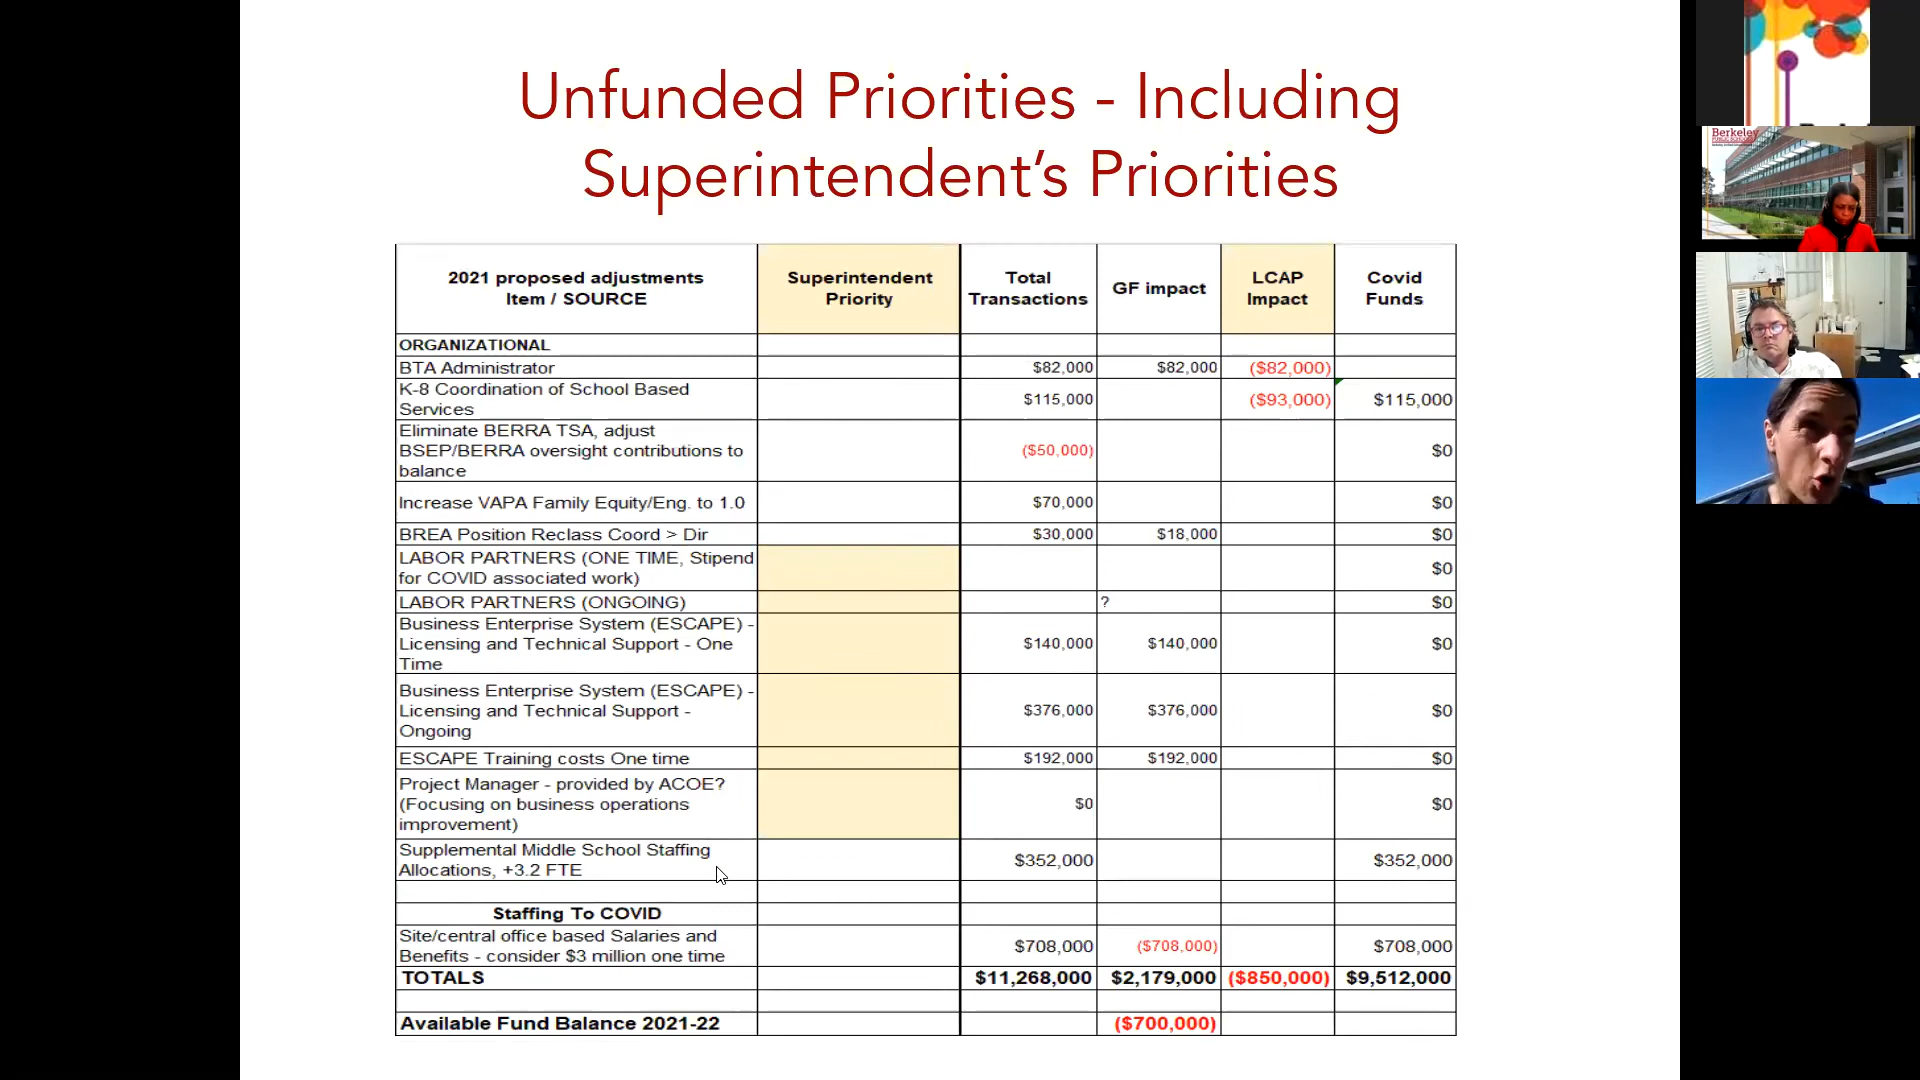 Unfunded Priorities - Including
Superintendent's Priorities
2021 proposed adjustments
Item / SOURCE
Superintendent
Priority
Total
Transactions
GF impact
LCAP
Impact
Covid
Funds
ORGANIZATIONAL
BTA Administrator $82,000 $82,000 ($82,000)
K-8 Coordination of School Based
Services
$115,000 ($93,000) $115,000
Eliminate BERRA TSA, adjust
BSEP/BERRA oversight contributions to
balance
($50,000) $0
Increase VAPA Family Equity/Eng. to 1.0 $70,000 $0
BREA Position Reclass Coord > Dir $30,000 $18,000 $0
LABOR PARTNERS (ONE TIME, Stipend
for COVID associated work)
$0
LABOR PARTNERS (ONGOING) ? $0
Business Enterprise System (ESCAPE) -
Licensing and Technical Support - One
Time
$140,000 $140,000 $0
Business Enterprise System (ESCAPE) -
Licensing and Technical Support -
Ongoing
$376,000 $376,000 $0
ESCAPE Training costs One time $192,000 $192,000 $0
Project Manager - provided by ACOE?
(Focusing on business operations
improvement)
$0 $0
Supplemental Middle School Staffing
Allocations, +3.2 FTE
$352,000 $352,000
Staffing To COVID
Site/central office based Salaries and
Benefits - consider $3 million one time
$708,000 ($708,000) $708,000
TOTALS $11,268,000 $2,179,000 ($850,000) $9,512,000
Available Fund Balance 2021-22 ($700,000)
Berkeley